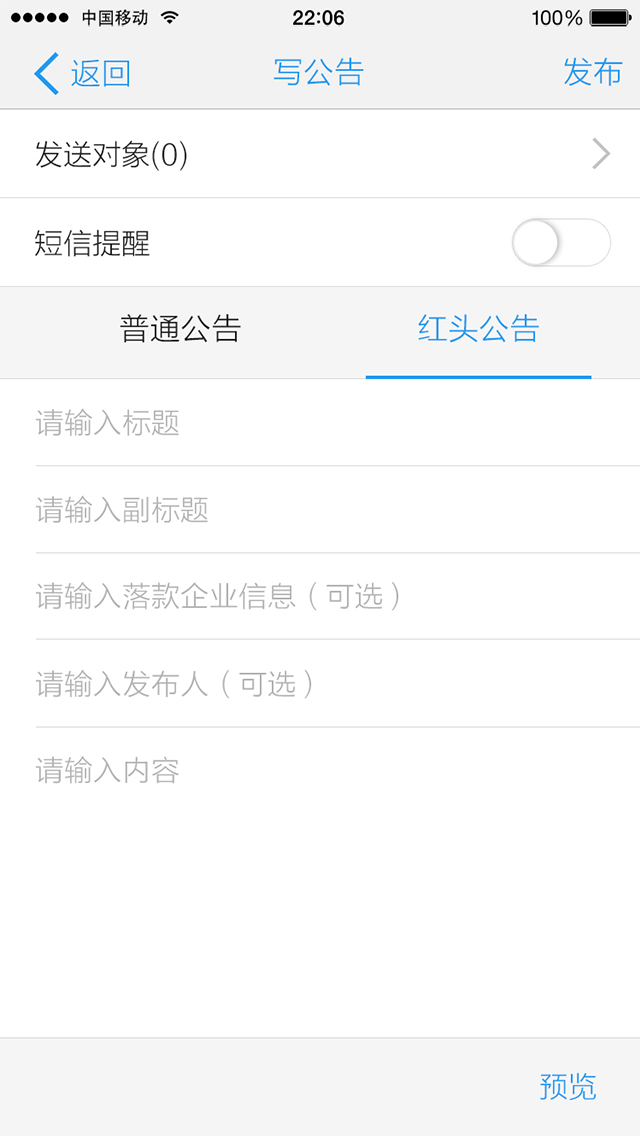 中国移动 22:06 100%
返回 写公告 发布
发送对象(0)
短信提醒
普通公告 红头公告
请输入标题
请输入副标题
请输入落款企业信息（可选）
请输入发布人（可选）
请输入内容
预览